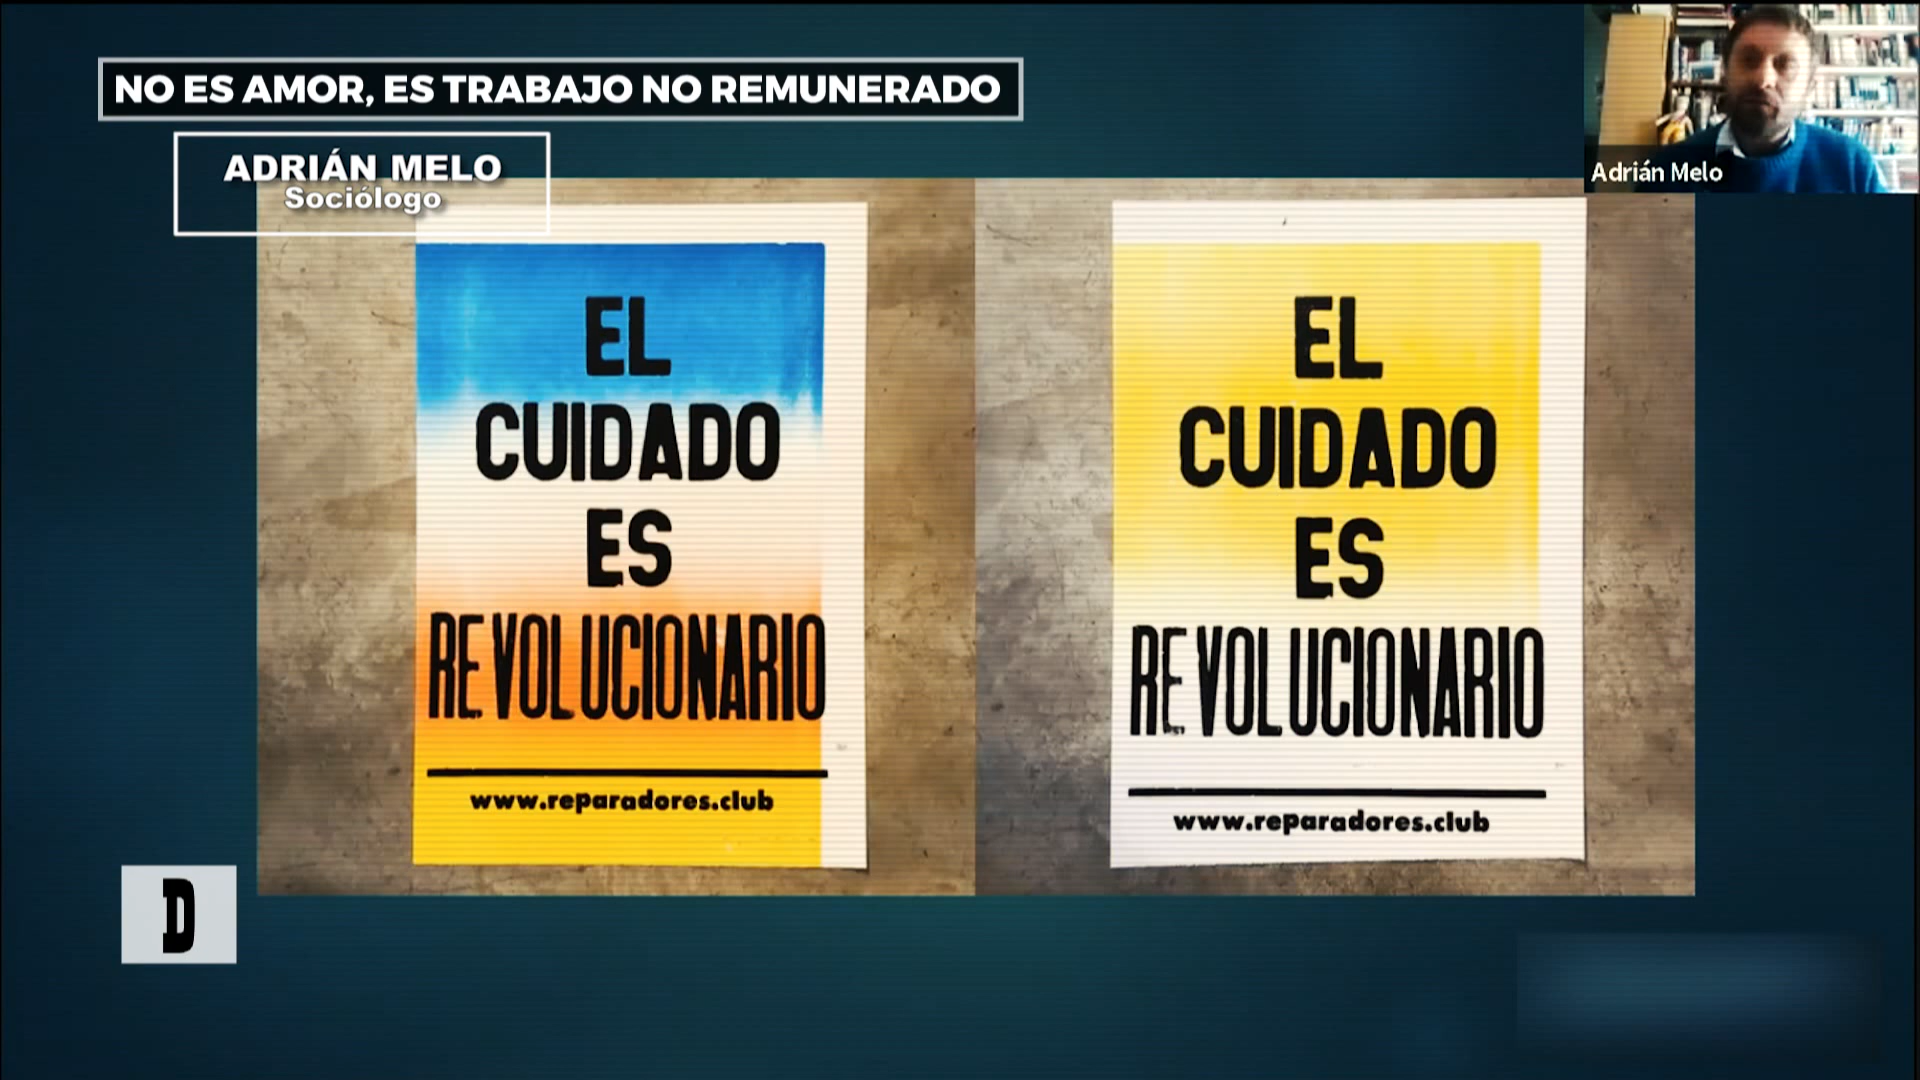 NO ES AMOR, ES TRABAJO NO REMUNERADO
ADRIÁN MELO
Sociólogo
Adrián Melo
EL
CUIDADO
ES
REVOLUCIONARIO
www.reparadores.club
EL
CUIDADO
ES
REVOLUCIONARIO
www.reparadores.club
D